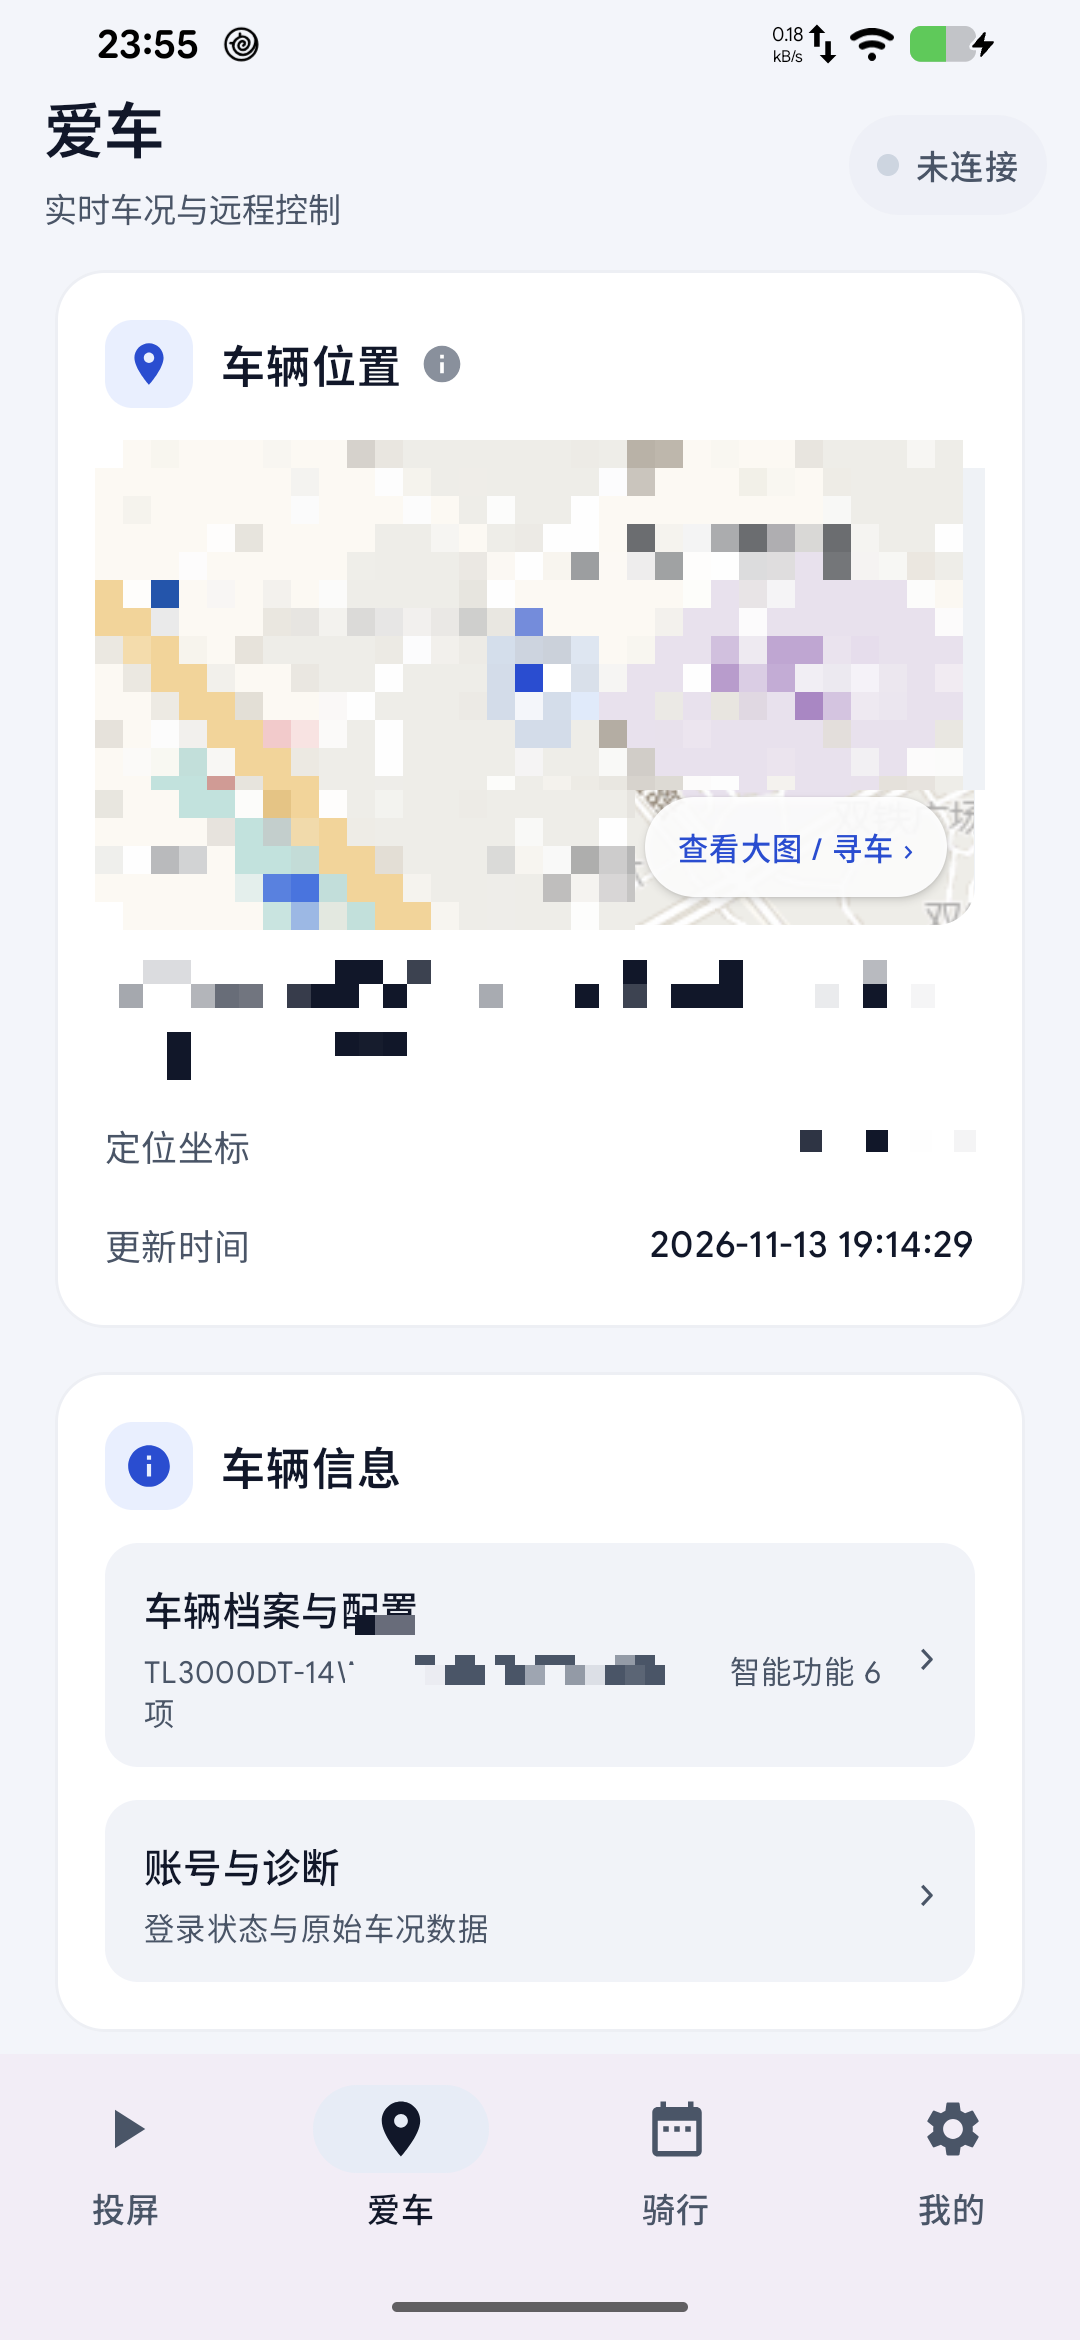 23:55
0.18
kB/s
爱车
未连接
实时车况与远程控制
车辆位置
查看大图 / 寻车 ›
定位坐标
更新时间
2026-11-13 19:14:29
车辆信息
车辆档案与配置
TL3000DT-14 智能功能 6
项
账号与诊断
登录状态与原始车况数据
投屏
爱车
骑行
我的